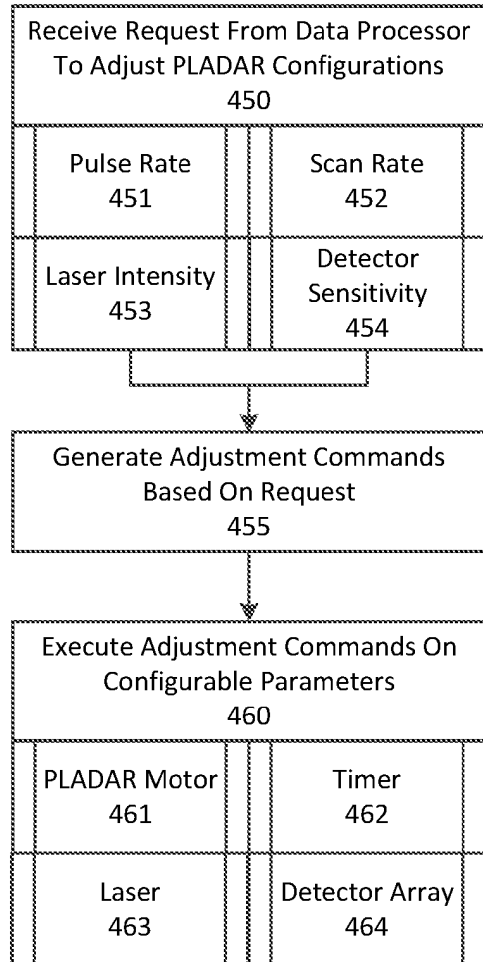 Receive Request From Data Processor
To Adjust PLADAR Configurations
450
Pulse Rate
451
Scan Rate
452
Laser Intensity
453
Detector
Sensitivity
454
Generate Adjustment Commands
Based On Request
455
Execute Adjustment Commands On
Configurable Parameters
460
PLADAR Motor
461
Timer
462
Laser
463
Detector Array
464